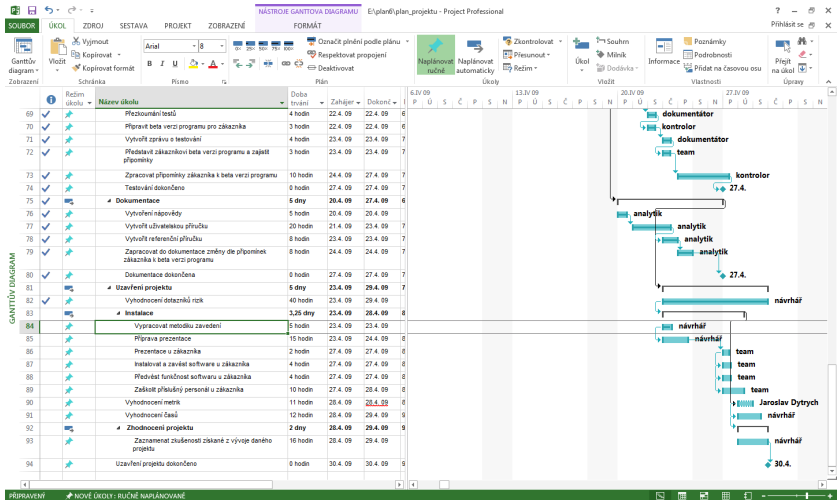 NÁSTROJE GANTTOVA DIAGRAMU
E:\plan6\plan_projektu - Project Professional
SOUBOR ÚKOL ZDROJ SESTAVA PROJEKT ZOBRAZENÍ FORMÁT
Přihlásit se
Ganttův diagram
Vložit
Vyjmout
Kopírovat
Kopírovat formát
Arial 8
B I U
0% 25% 50% 75% 100%
Označit plnění podle plánu
Respektovat propojení
Deaktivovat
Naplánovat ručně
Naplánovat automaticky
Zkontrolovat
Přesunout
Režim
Úkol
Souhrn
Milník
Dodávka
Informace
Poznámky
Podrobnosti
Přidat na časovou osu
Přejít na úkol
Zobrazení Schránka Písmo Plán Úkoly Vložit Vlastnosti Úpravy
Režim úkolu Název úkolu Doba trvání Zahájer Dokonč
6.IV 09 13.IV 09 20.IV 09 27.IV 09
P Ú S Č P S N P Ú S Č P S N P Ú S Č P S N P Ú S Č P S N
69 Přezkoumání testů 4 hodin 22.4. 09 22.4. 09 dokumentátor
70 Připravit beta verzi programu pro zákazníka 3 hodin 22.4. 09 22.4. 09 kontrolor
71 Vytvořit zprávu o testování 4 hodin 23.4. 09 23.4. 09 dokumentátor
72 Představit zákazníkovi beta verzi programu a zajistit připomínky 3 hodin 23.4. 09 23.4. 09 team
73 Zpracovat připomínky zákazníka k beta verzi programu 10 hodin 24.4. 09 27.4. 09 kontrolor
74 Testování dokončeno 0 hodin 27.4. 09 27.4. 09 27.4.
75 Dokumentace 5 dny 20.4. 09 27.4. 09
76 Vytvoření nápovědy 5 hodin 20.4. 09 20.4. 09 analytik
77 Vytvořit uživatelskou příručku 20 hodin 21.4. 09 23.4. 09 analytik
78 Vytvořit referenční příručku 8 hodin 23.4. 09 23.4. 09 analytik
79 Zapracovat do dokumentace změny dle připomínek zákazníka k beta verzi programu 8 hodin 24.4. 09 24.4. 09 analytik
80 Dokumentace dokončena 0 hodin 27.4. 09 27.4. 09 27.4.
81 Uzavření projektu 5 dny 23.4. 09 29.4. 09
82 Vyhodnocení dotazníků rizik 40 hodin 23.4. 09 29.4. 09 návrhář
83 Instalace 3,25 dny 23.4. 09 28.4. 09
84 Vypracovat metodiku zavedení 5 hodin 23.4. 09 23.4. 09 návrhář
85 Příprava prezentace 15 hodin 23.4. 09 24.4. 09 návrhář
86 Prezentace u zákazníka 2 hodin 27.4. 09 27.4. 09 team
87 Instalovat a zavést software u zákazníka 4 hodin 27.4. 09 27.4. 09 team
88 Předvést funkčnost softwaru u zákazníka 4 hodin 27.4. 09 27.4. 09 team
89 Zaškolit příslušný personál u zákazníka 10 hodin 27.4. 09 28.4. 09 team
90 Vyhodnocení metrik 11 hodin 28.4. 09 28.4. 09 Jaroslav Dytrych
91 Vyhodnocení časů 12 hodin 28.4. 09 29.4. 09 návrhář
92 Zhodnocení projektu 2 dny 28.4. 09 29.4. 09
93 Zaznamenat zkušenosti získané z vývoje daného projektu 16 hodin 28.4. 09 29.4. 09 návrhář
94 Uzavření projektu dokončeno 0 hodin 30.4. 09 30.4. 09 30.4.
GANTTŮV DIAGRAM
PŘIPRAVENÝ NOVÉ ÚKOLY : RUČNĚ NAPLÁNOVANÉ